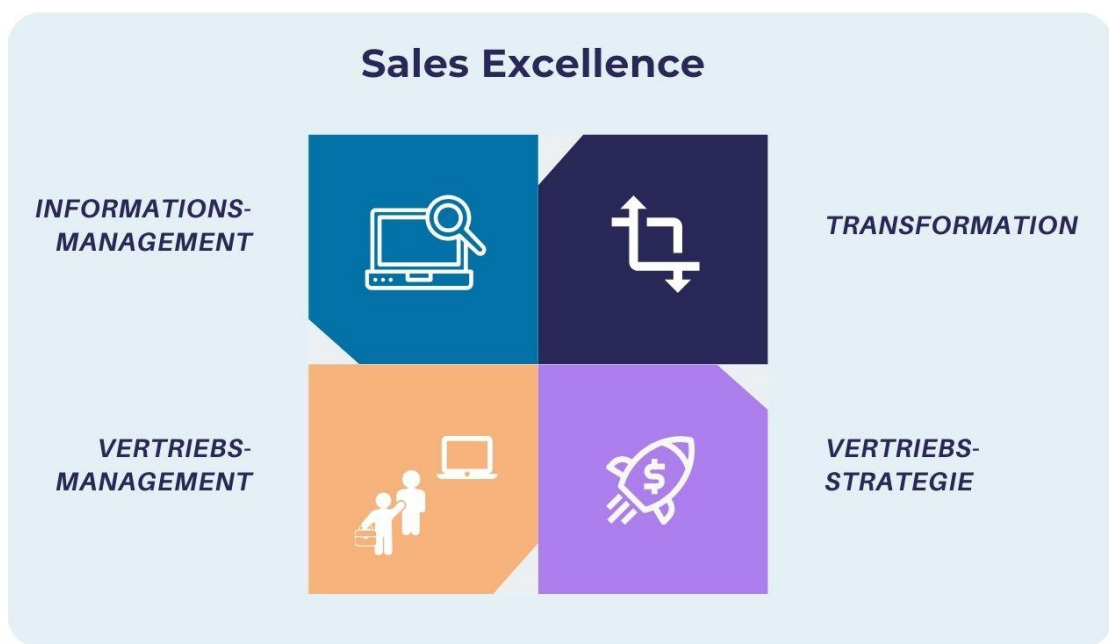 Sales Excellence
INFORMATIONS-
MANAGEMENT
TRANSFORMATION
VERTRIEBS-
MANAGEMENT
VERTRIEBS-
STRATEGIE
$